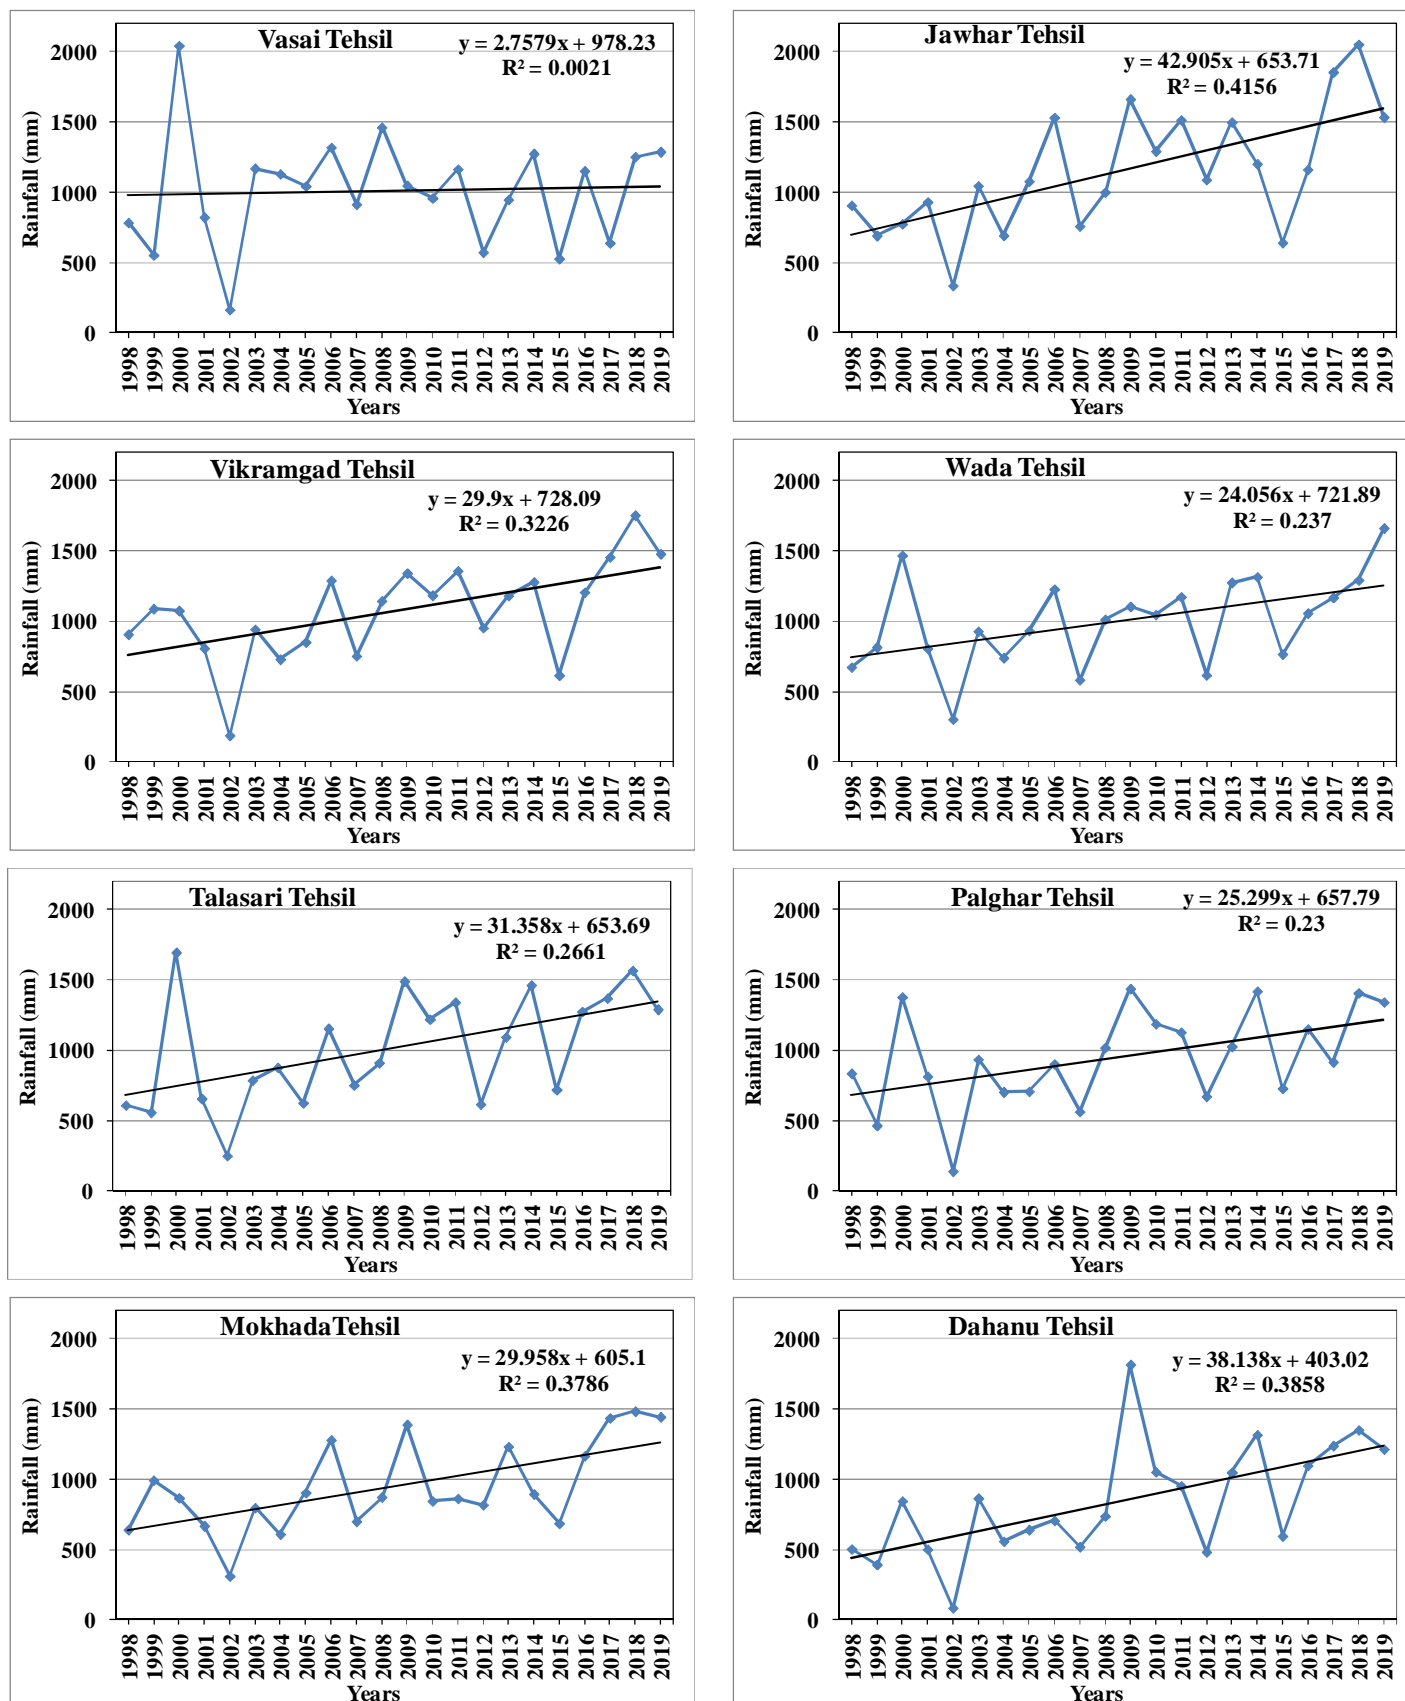 Vasai Tehsil
y = 2.7579x + 978.23
R² = 0.0021
Rainfall (mm)
2000
1500
1000
500
0
1998 1999 2000 2001 2002 2003 2004 2005 2006 2007 2008 2009 2010 2011 2012 2013 2014 2015 2016 2017 2018 2019
Years
Jawhar Tehsil
y = 42.905x + 653.71
R² = 0.4156
Rainfall (mm)
2000
1500
1000
500
0
1998 1999 2000 2001 2002 2003 2004 2005 2006 2007 2008 2009 2010 2011 2012 2013 2014 2015 2016 2017 2018 2019
Years
Vikramgad Tehsil
y = 29.9x + 728.09
R² = 0.3226
Rainfall (mm)
2000
1500
1000
500
0
1998 1999 2000 2001 2002 2003 2004 2005 2006 2007 2008 2009 2010 2011 2012 2013 2014 2015 2016 2017 2018 2019
Years
Wada Tehsil
y = 24.056x + 721.89
R² = 0.237
Rainfall (mm)
2000
1500
1000
500
0
1998 1999 2000 2001 2002 2003 2004 2005 2006 2007 2008 2009 2010 2011 2012 2013 2014 2015 2016 2017 2018 2019
Years
Talasari Tehsil
y = 31.358x + 653.69
R² = 0.2661
Rainfall (mm)
2000
1500
1000
500
0
1998 1999 2000 2001 2002 2003 2004 2005 2006 2007 2008 2009 2010 2011 2012 2013 2014 2015 2016 2017 2018 2019
Years
Palghar Tehsil
y = 25.299x + 657.79
R² = 0.23
Rainfall (mm)
2000
1500
1000
500
0
1998 1999 2000 2001 2002 2003 2004 2005 2006 2007 2008 2009 2010 2011 2012 2013 2014 2015 2016 2017 2018 2019
Years
MokhadaTehsil
y = 29.958x + 605.1
R² = 0.3786
Rainfall (mm)
2000
1500
1000
500
0
1998 1999 2000 2001 2002 2003 2004 2005 2006 2007 2008 2009 2010 2011 2012 2013 2014 2015 2016 2017 2018 2019
Years
Dahanu Tehsil
y = 38.138x + 403.02
R² = 0.3858
Rainfall (mm)
2000
1500
1000
500
0
1998 1999 2000 2001 2002 2003 2004 2005 2006 2007 2008 2009 2010 2011 2012 2013 2014 2015 2016 2017 2018 2019
Years